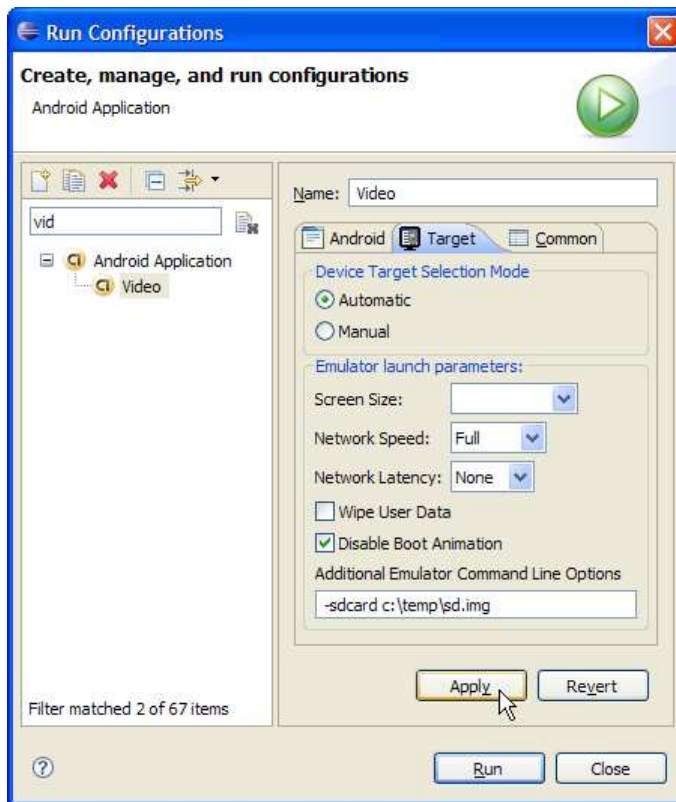 Run Configurations
Create, manage, and run configurations
Android Application
vid
Android Application
Video
Filter matched 2 of 67 items
Name: Video
Android Target Common
Device Target Selection Mode
Automatic
Manual
Emulator launch parameters:
Screen Size:
Network Speed: Full
Network Latency: None
Wipe User Data
Disable Boot Animation
Additional Emulator Command Line Options
-sdcard c:\temp\sd.img
Apply Revert
Run Close